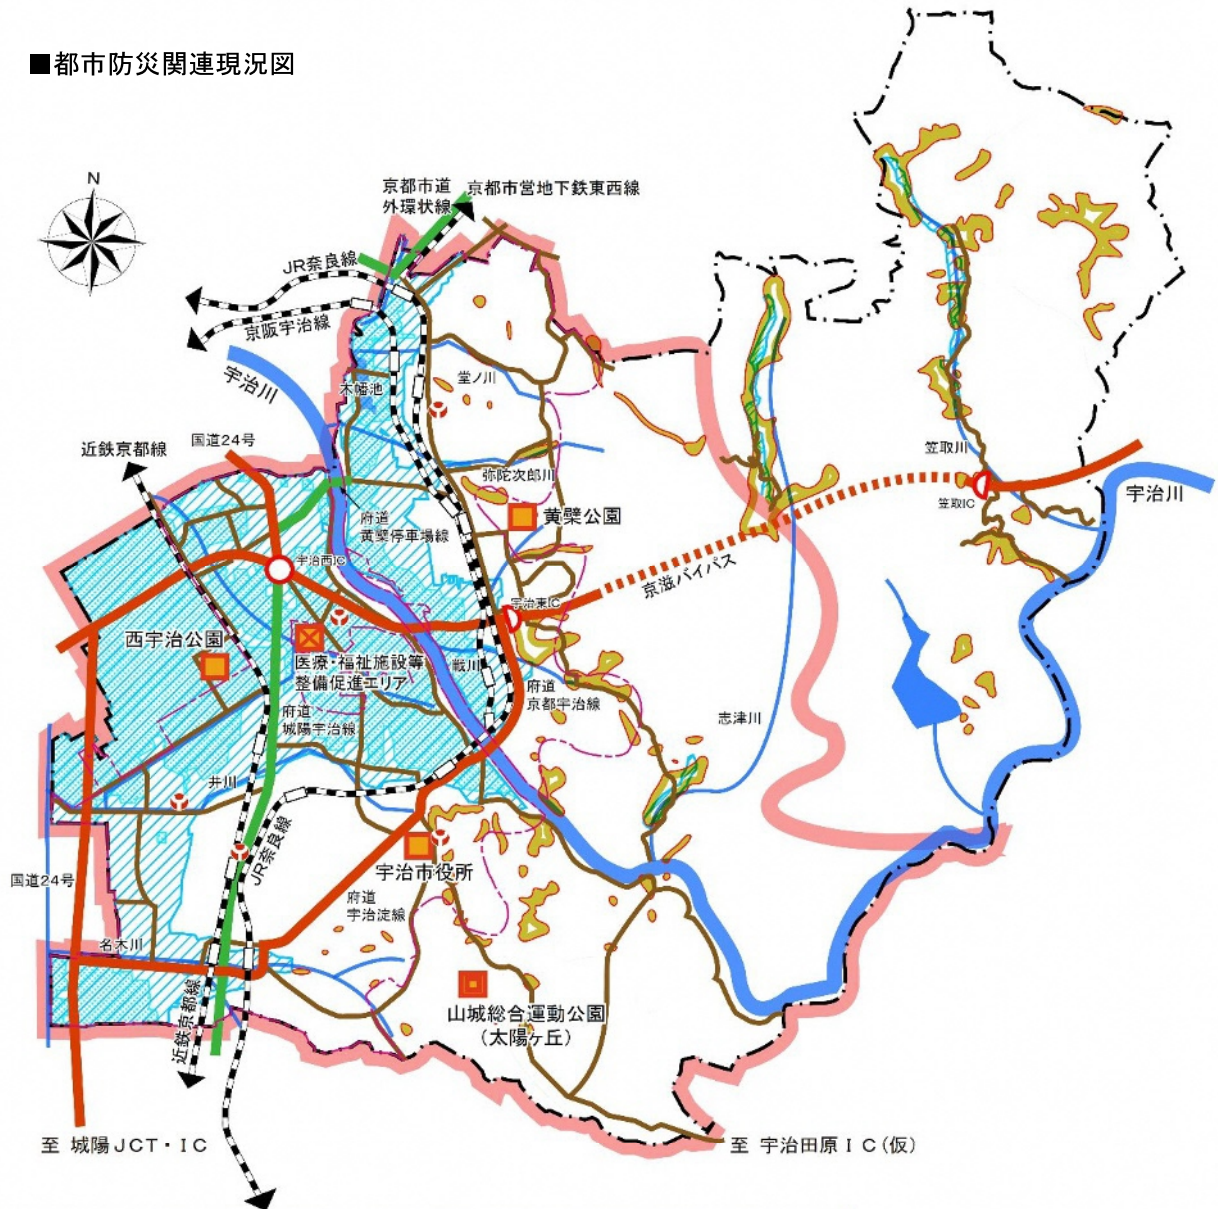 ■都市防災関連現況図
N
京都市道
外環状線
京都市営地下鉄東西線
JR奈良線
京阪宇治線
宇治川
木幡池
堂ノ川
国道24号
近鉄京都線
弥陀次郎川
笠取川
笠取IC
宇治川
府道
黄檗停車場線
黄檗公園
宇治西IC
京滋バイパス
宇治東IC
西宇治公園
医療・福祉施設等
整備促進エリア
戦川
府道
京都宇治線
府道
城陽宇治線
志津川
井川
JR奈良線
宇治市役所
国道24号
府道
宇治淀線
名木川
近鉄京都線
山城総合運動公園
(太陽ヶ丘)
至 城陽JCT・IC
至 宇治田原IC(仮)